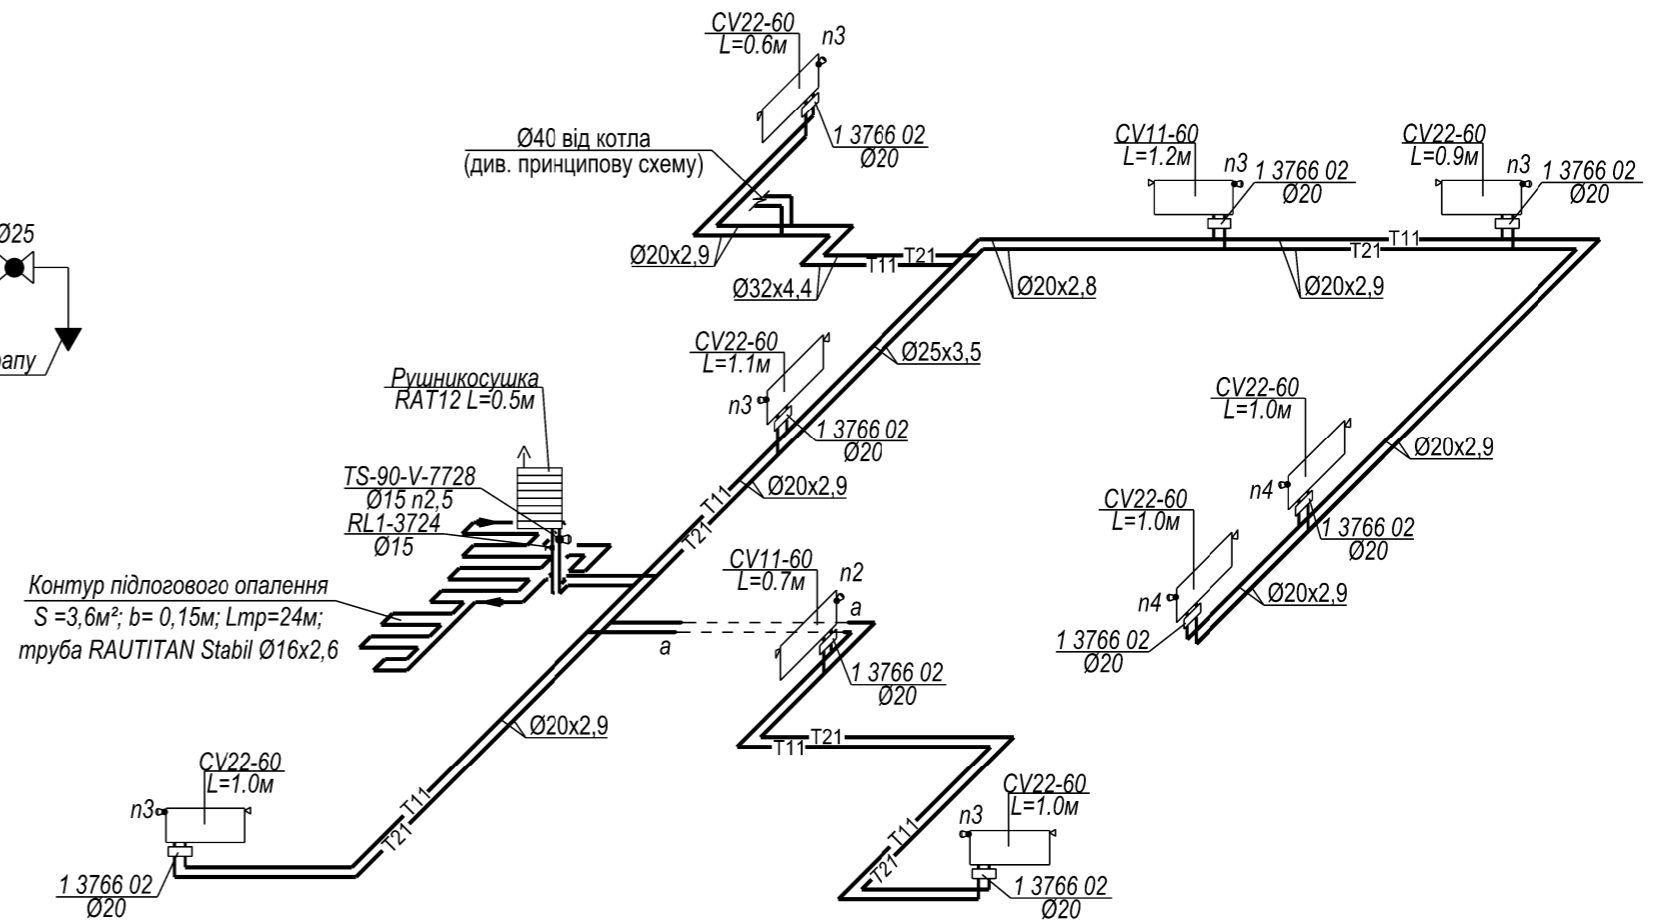 CV22-60
L=0.6м
n3
1 3766 02
Ø20
Ø40 від котла
(див. принципову схему)
CV11-60
L=1.2м
n3
1 3766 02
Ø20
CV22-60
L=0.9м
n3
1 3766 02
Ø20
Ø25
апу
Ø20x2,9
T11
T21
Ø32x4,4
Ø20x2,8
Ø20x2,9
T11
T21
CV22-60
L=1.1м
n3
1 3766 02
Ø20
Ø25x3,5
Рушникосушка
RAT12 L=0.5м
TS-90-V-7728
Ø15 n2,5
RL1-3724
Ø15
T11
T21
Ø20x2,9
CV22-60
L=1.0м
n4
1 3766 02
Ø20
Ø20x2,9
CV22-60
L=1.0м
n4
1 3766 02
Ø20
Ø20x2,9
Контур підлогового опалення
S =3,6м²; b= 0,15м; Lтр=24м;
труба RAUTITAN Stabil Ø16x2,6
CV11-60
L=0.7м
n2
a
a
1 3766 02
Ø20
Ø20x2,9
T11
T21
CV22-60
L=1.0м
n3
1 3766 02
Ø20
T11
T21
T11
T21
CV22-60
L=1.0м
n3
1 3766 02
Ø20